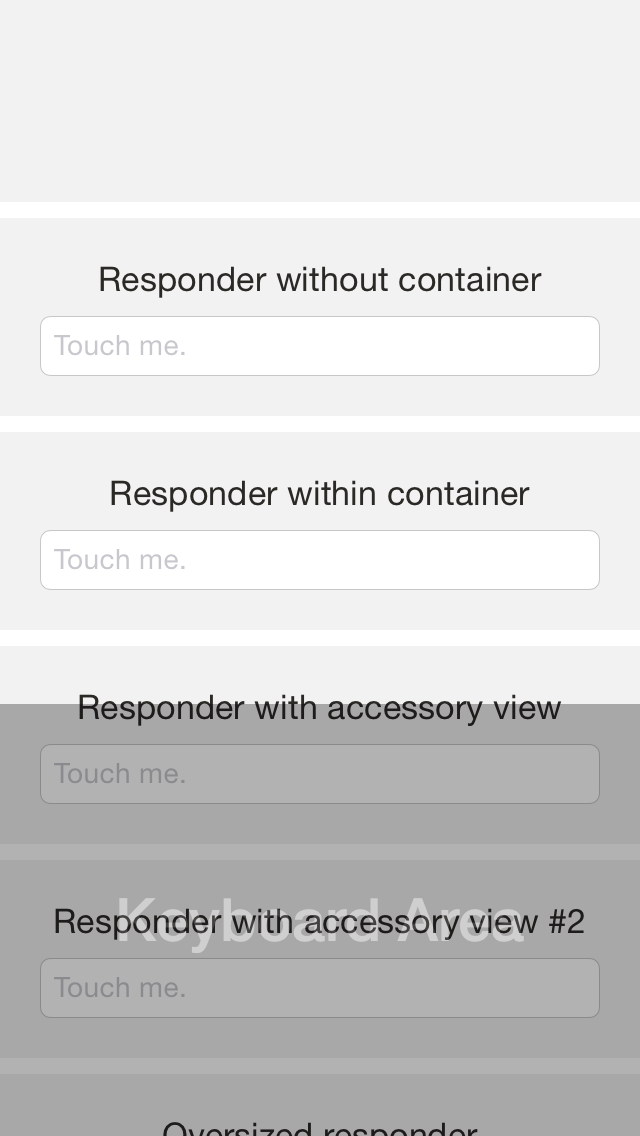 Responder without container
Touch me.
Responder within container
Touch me.
Responder with accessory view
Touch me.
Keyboard Area
Responder with accessory view #2
Touch me.
Oversized responder